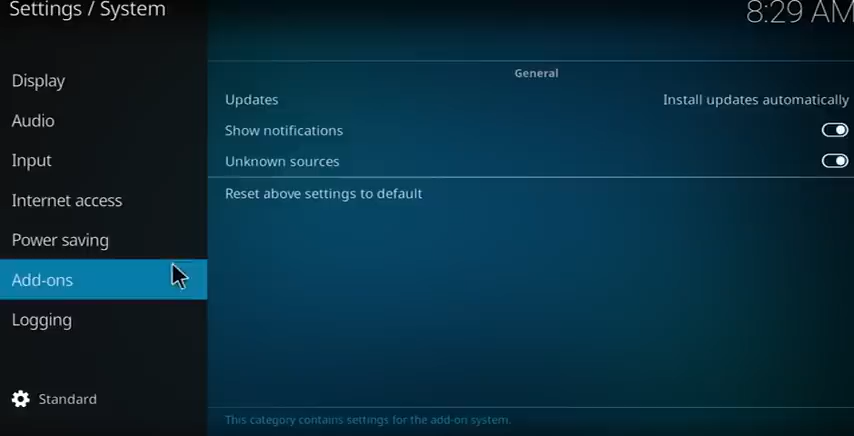 Settings / System
8:29 AM
Display
Audio
Input
Internet access
Power saving
Add-ons
Logging
Standard
General
Updates Install updates automatically
Show notifications
Unknown sources
Reset above settings to default
This category contains settings for the add-on system.